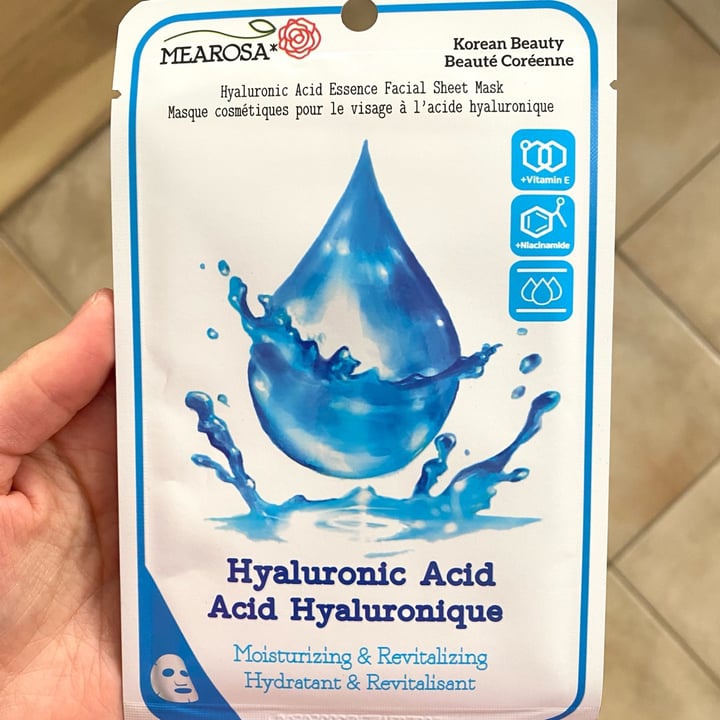 MEAROSA*
Korean Beauty
Beauté Coréenne
Hyaluronic Acid Essence Facial Sheet Mask
Masque cosmétiques pour le visage à l'acide hyaluronique
+Vitamin E
+Niacinamide
Hyaluronic Acid
Acid Hyaluronique
Moisturizing & Revitalizing
Hydratant & Revitalisant